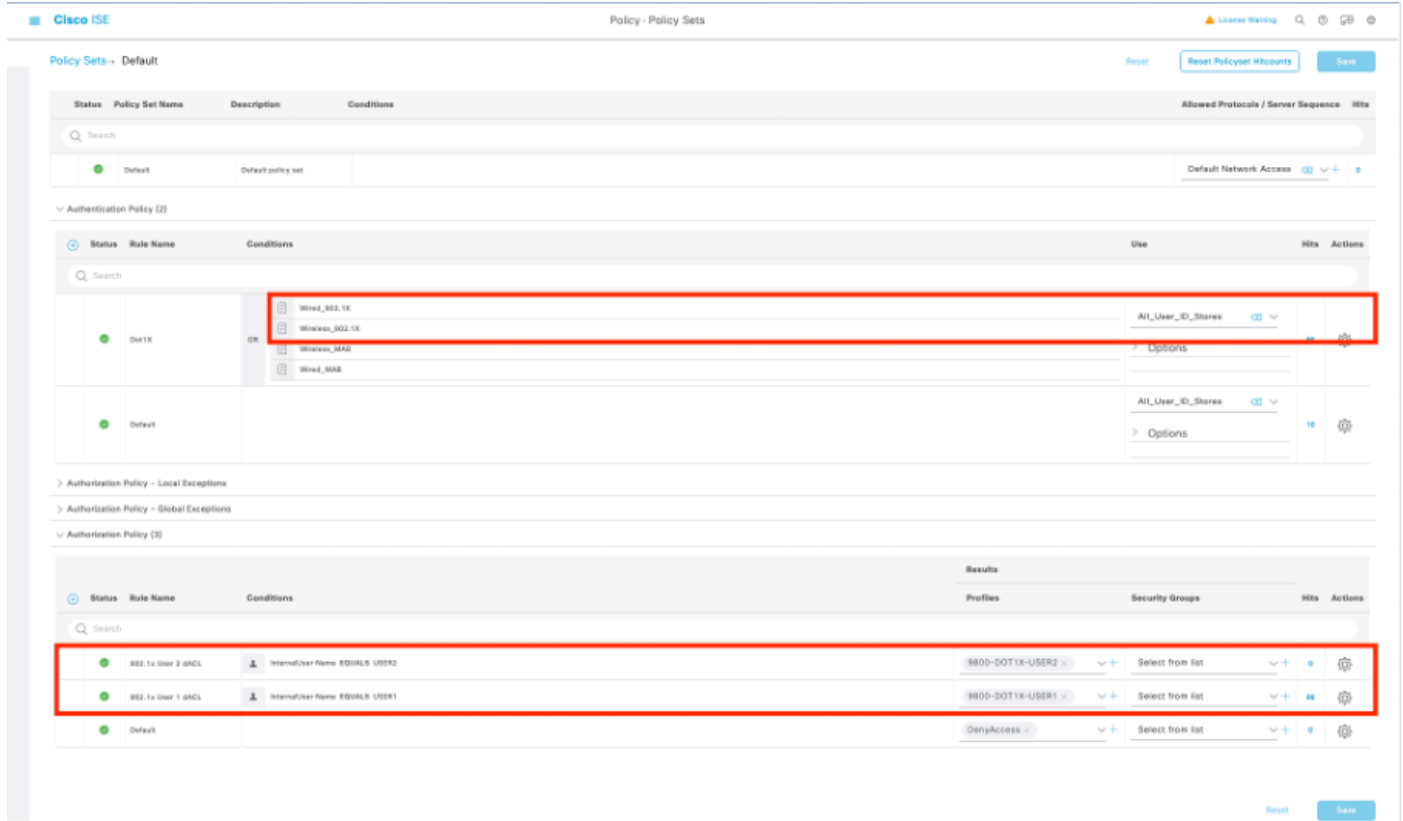 Cisco ISE Policy · Policy Sets License Warning
Policy Sets→ Default Reset Reset Policyset Hitcounts Save
Status Policy Set Name Description Conditions Allowed Protocols / Server Sequence Hits
Search
Default Default policy set Default Network Access 0
Authentication Policy (2)
Status Rule Name Conditions Use Hits Actions
Search
Wired_802.1X
All_User_ID_Stores
Wireless_802.1X
Dot1X OR
Wireless_MAB Options
Wired_MAB
All_User_ID_Stores
Default 10
Options
Authorization Policy - Local Exceptions
Authorization Policy - Global Exceptions
Authorization Policy (3)
Results
Status Rule Name Conditions Profiles Security Groups Hits Actions
Search
802.1x User 2 dACL InternalUser·Name EQUALS USER2 9800-DOT1X-USER2 Select from list 0
802.1x User 1 dACL InternalUser·Name EQUALS USER1 9800-DOT1X-USER1 Select from list
Default DenyAccess Select from list 0
Reset Save